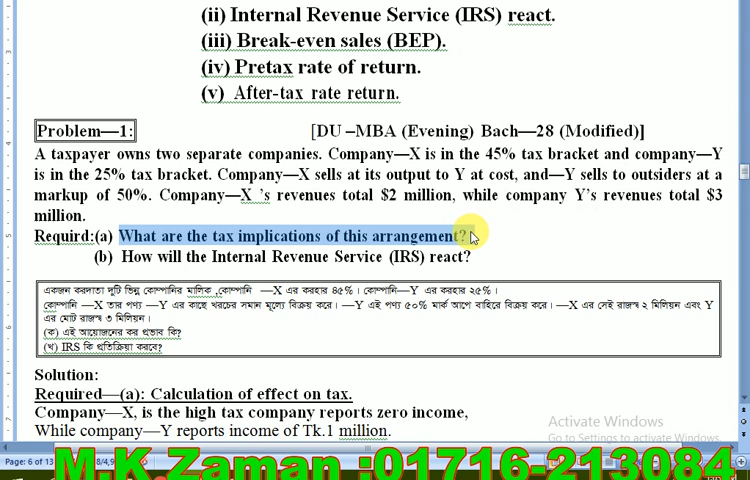 (ii) Internal Revenue Service (IRS) react.
(iii) Break-even sales (BEP).
(iv) Pretax rate of return.
(v) After-tax rate return.
Problem—1: [DU –MBA (Evening) Bach—28 (Modified)]
A taxpayer owns two separate companies. Company—X is in the 45% tax bracket and company—Y
is in the 25% tax bracket. Company—X sells at its output to Y at cost, and—Y sells to outsiders at a
markup of 50%. Company—X 's revenues total $2 million, while company Y's revenues total $3
million.
Requird:(a) What are the tax implications of this arrangement?
(b) How will the Internal Revenue Service (IRS) react?
একজন করদাতা দুটি ভিন্ন কোম্পানির মালিক ,কোম্পানি —X এর করহার ৪৫% । কোম্পানি—Y এর করহার ২৫% ।
কোম্পানি —X তার পণ্য —Y এর কাছে খরচের সমান মূল্যে বিক্রয় করে। —Y এই পণ্য ৫০% মার্ক আপে বাহিরে বিক্রয় করে। —X এর সেই রাজস্ব ২ মিলিয়ন এবং Y
এর মোট রাজস্ব ৩ মিলিয়ন।
(ক) এই আয়োজনের কর প্রভাব কি?
(খ) IRS কি প্রতিক্রিয়া করবে?
Solution:
Required—(a): Calculation of effect on tax.
Company—X, is the high tax company reports zero income,
While company—Y reports income of Tk.1 million.
Activate Windows
Go to Settings to activate Windows.
Page: 6 of 13
M.K Zaman :01716-213084